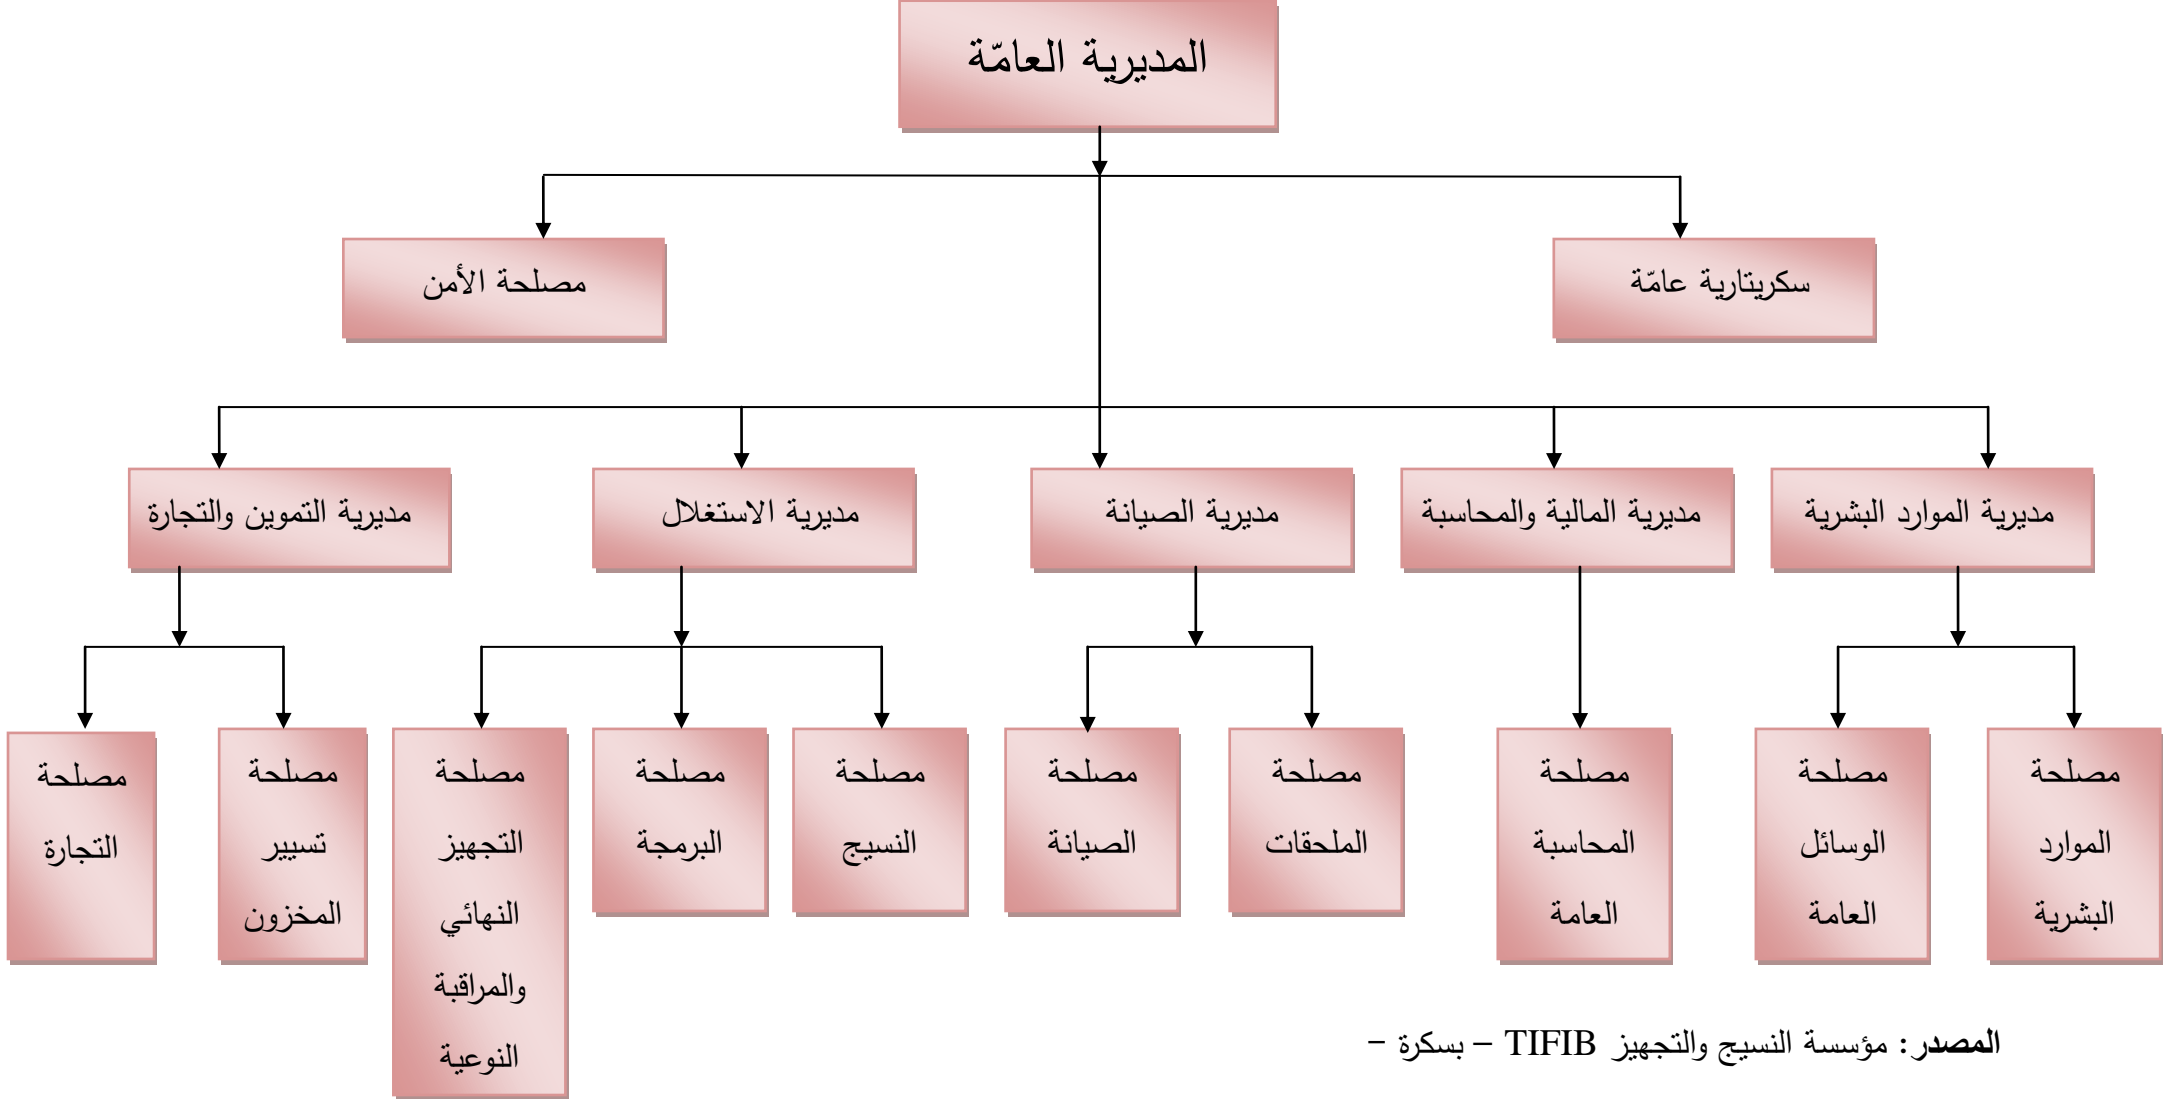 المديرية العامّة
سكريتارية عامّة
مصلحة الأمن
مديرية الموارد البشرية
مديرية المالية والمحاسبة
مديرية الصيانة
مديرية الاستغلال
مديرية التموين والتجارة
مصلحة
الموارد
البشرية
مصلحة
الوسائل
العامة
مصلحة
المحاسبة
العامة
مصلحة
الملحقات
مصلحة
الصيانة
مصلحة
النسيج
مصلحة
البرمجة
مصلحة
التجهيز
النهائي
والمراقبة
النوعية
مصلحة
تسيير
المخزون
مصلحة
التجارة
المصدر: مؤسسة النسيج والتجهيز TIFIB – بسكرة –